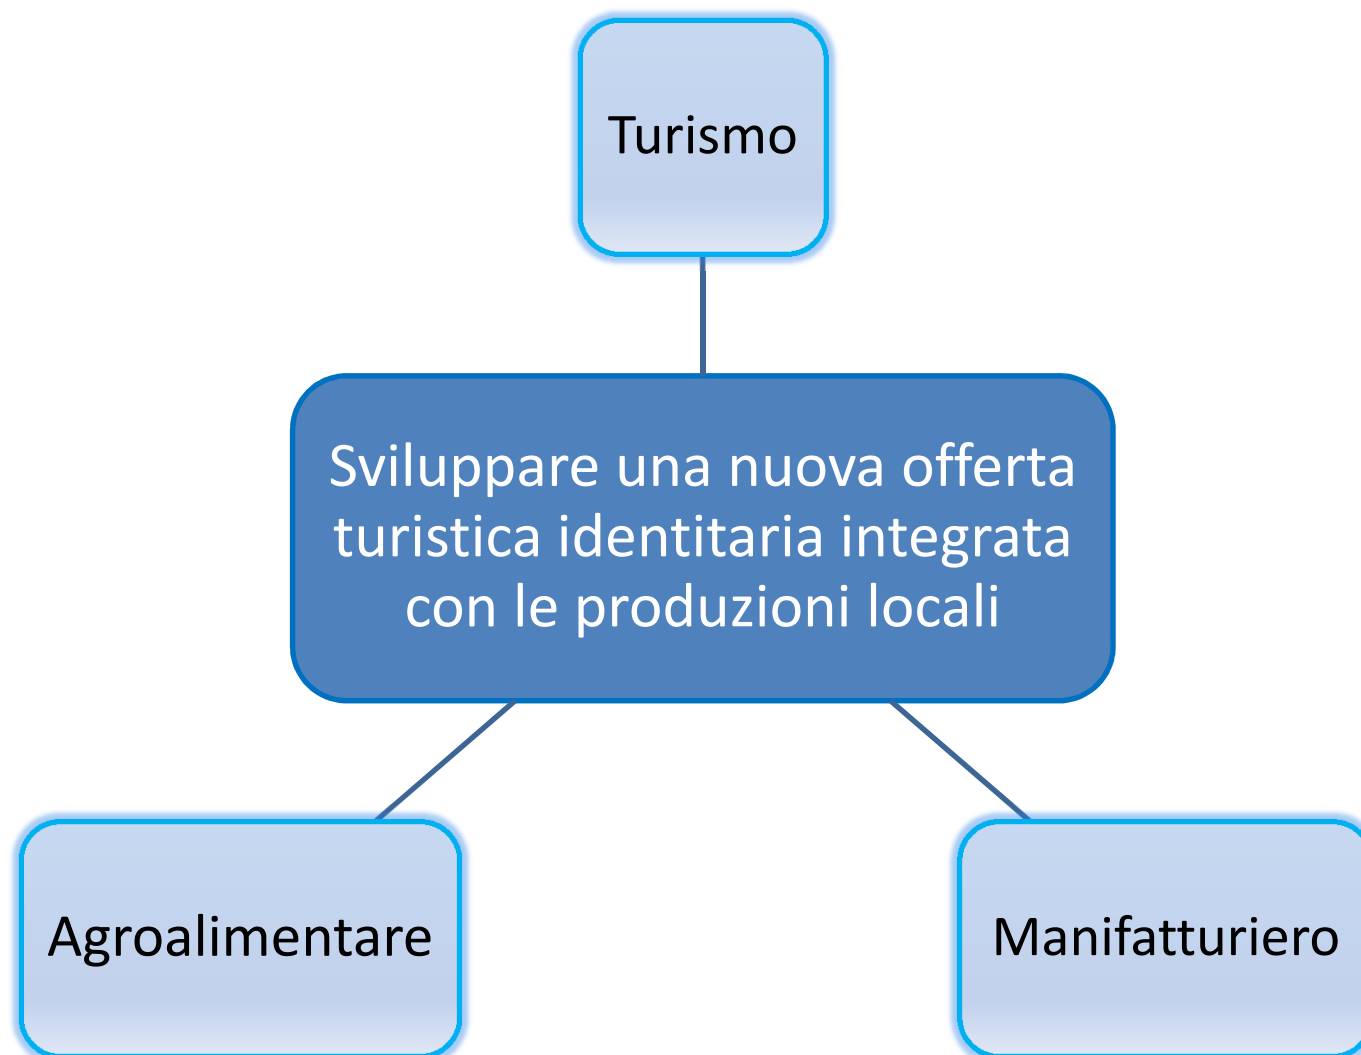 Turismo
Sviluppare una nuova offerta
turistica identitaria integrata
con le produzioni locali
Agroalimentare
Manifatturiero